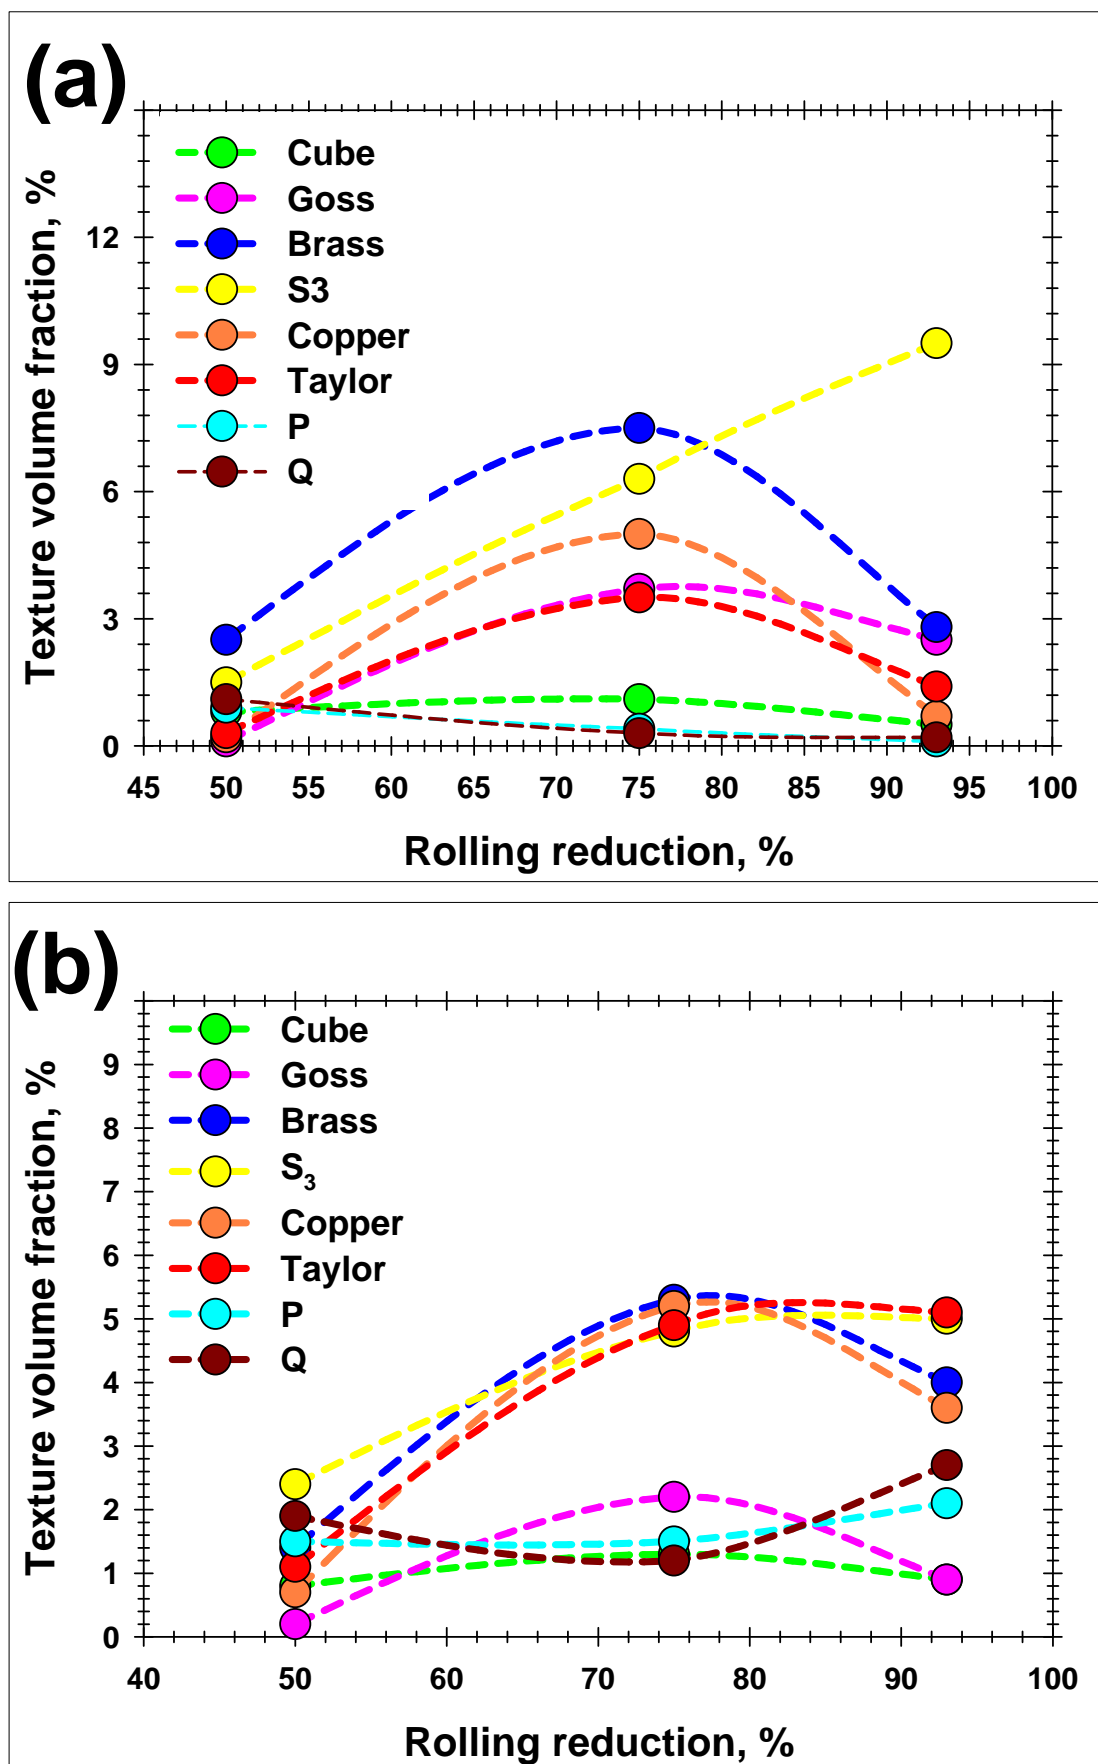 (a)
Texture volume fraction, %
12
9
6
3
0
Cube
Goss
Brass
S3
Copper
Taylor
P
Q
45 50 55 60 65 70 75 80 85 90 95 100
Rolling reduction, %
(b)
Texture volume fraction, %
9
8
7
6
5
4
3
2
1
0
Cube
Goss
Brass
S₃
Copper
Taylor
P
Q
40 50 60 70 80 90 100
Rolling reduction, %